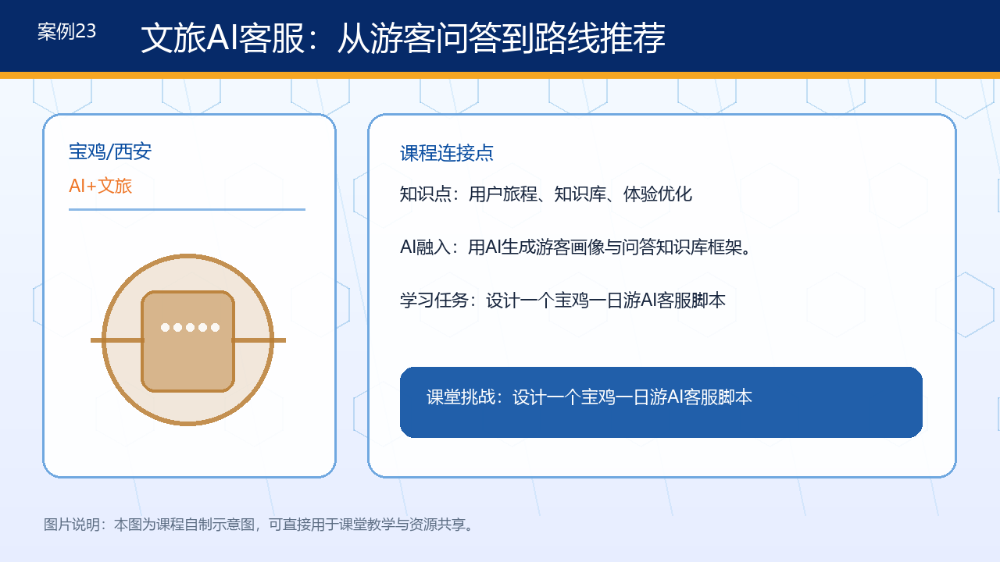 案例23
文旅AI客服：从游客问答到路线推荐
宝鸡/西安
AI+文旅
课程连接点
知识点：用户旅程、知识库、体验优化
AI融入：用AI生成游客画像与问答知识库框架。
学习任务：设计一个宝鸡一日游AI客服脚本
课堂挑战：设计一个宝鸡一日游AI客服脚本
图片说明：本图为课程自制示意图，可直接用于课堂教学与资源共享。